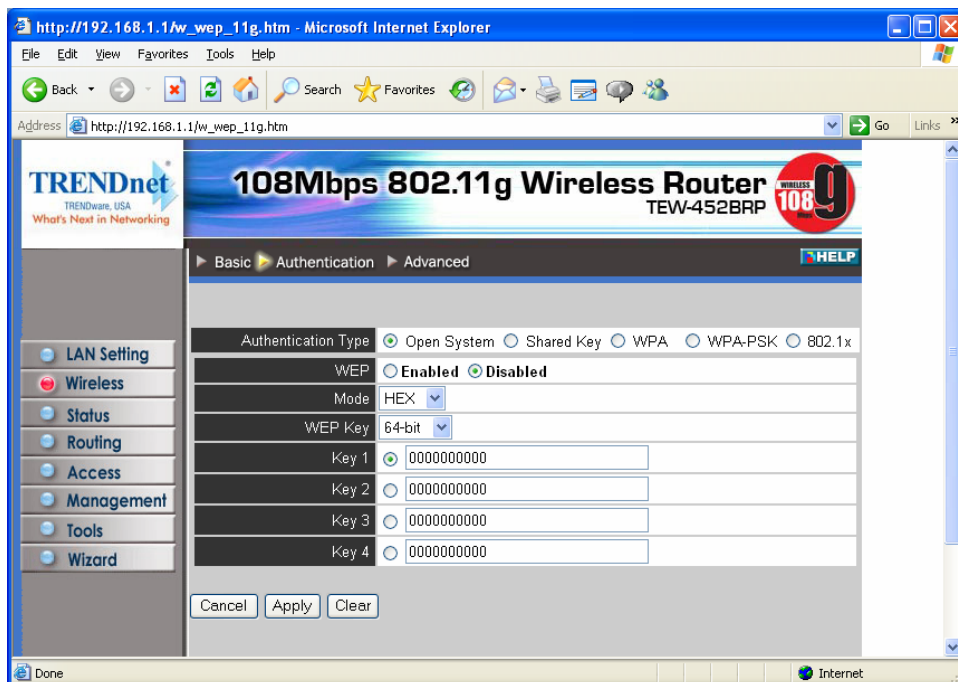 http://192.168.1.1/w_wep_11g.htm - Microsoft Internet Explorer
File Edit View Favorites Tools Help
Back Search Favorites
Address http://192.168.1.1/w_wep_11g.htm Go Links »
TRENDnet
TRENDware, USA
What's Next in Networking
108Mbps 802.11g Wireless Router
TEW-452BRP
WIRELESS
108
Mbps
g
Basic Authentication Advanced
HELP
LAN Setting
Wireless
Status
Routing
Access
Management
Tools
Wizard
Authentication Type Open System Shared Key WPA WPA-PSK 802.1x
WEP Enabled Disabled
Mode HEX
WEP Key 64-bit
Key 1 0000000000
Key 2 0000000000
Key 3 0000000000
Key 4 0000000000
Cancel Apply Clear
Done Internet